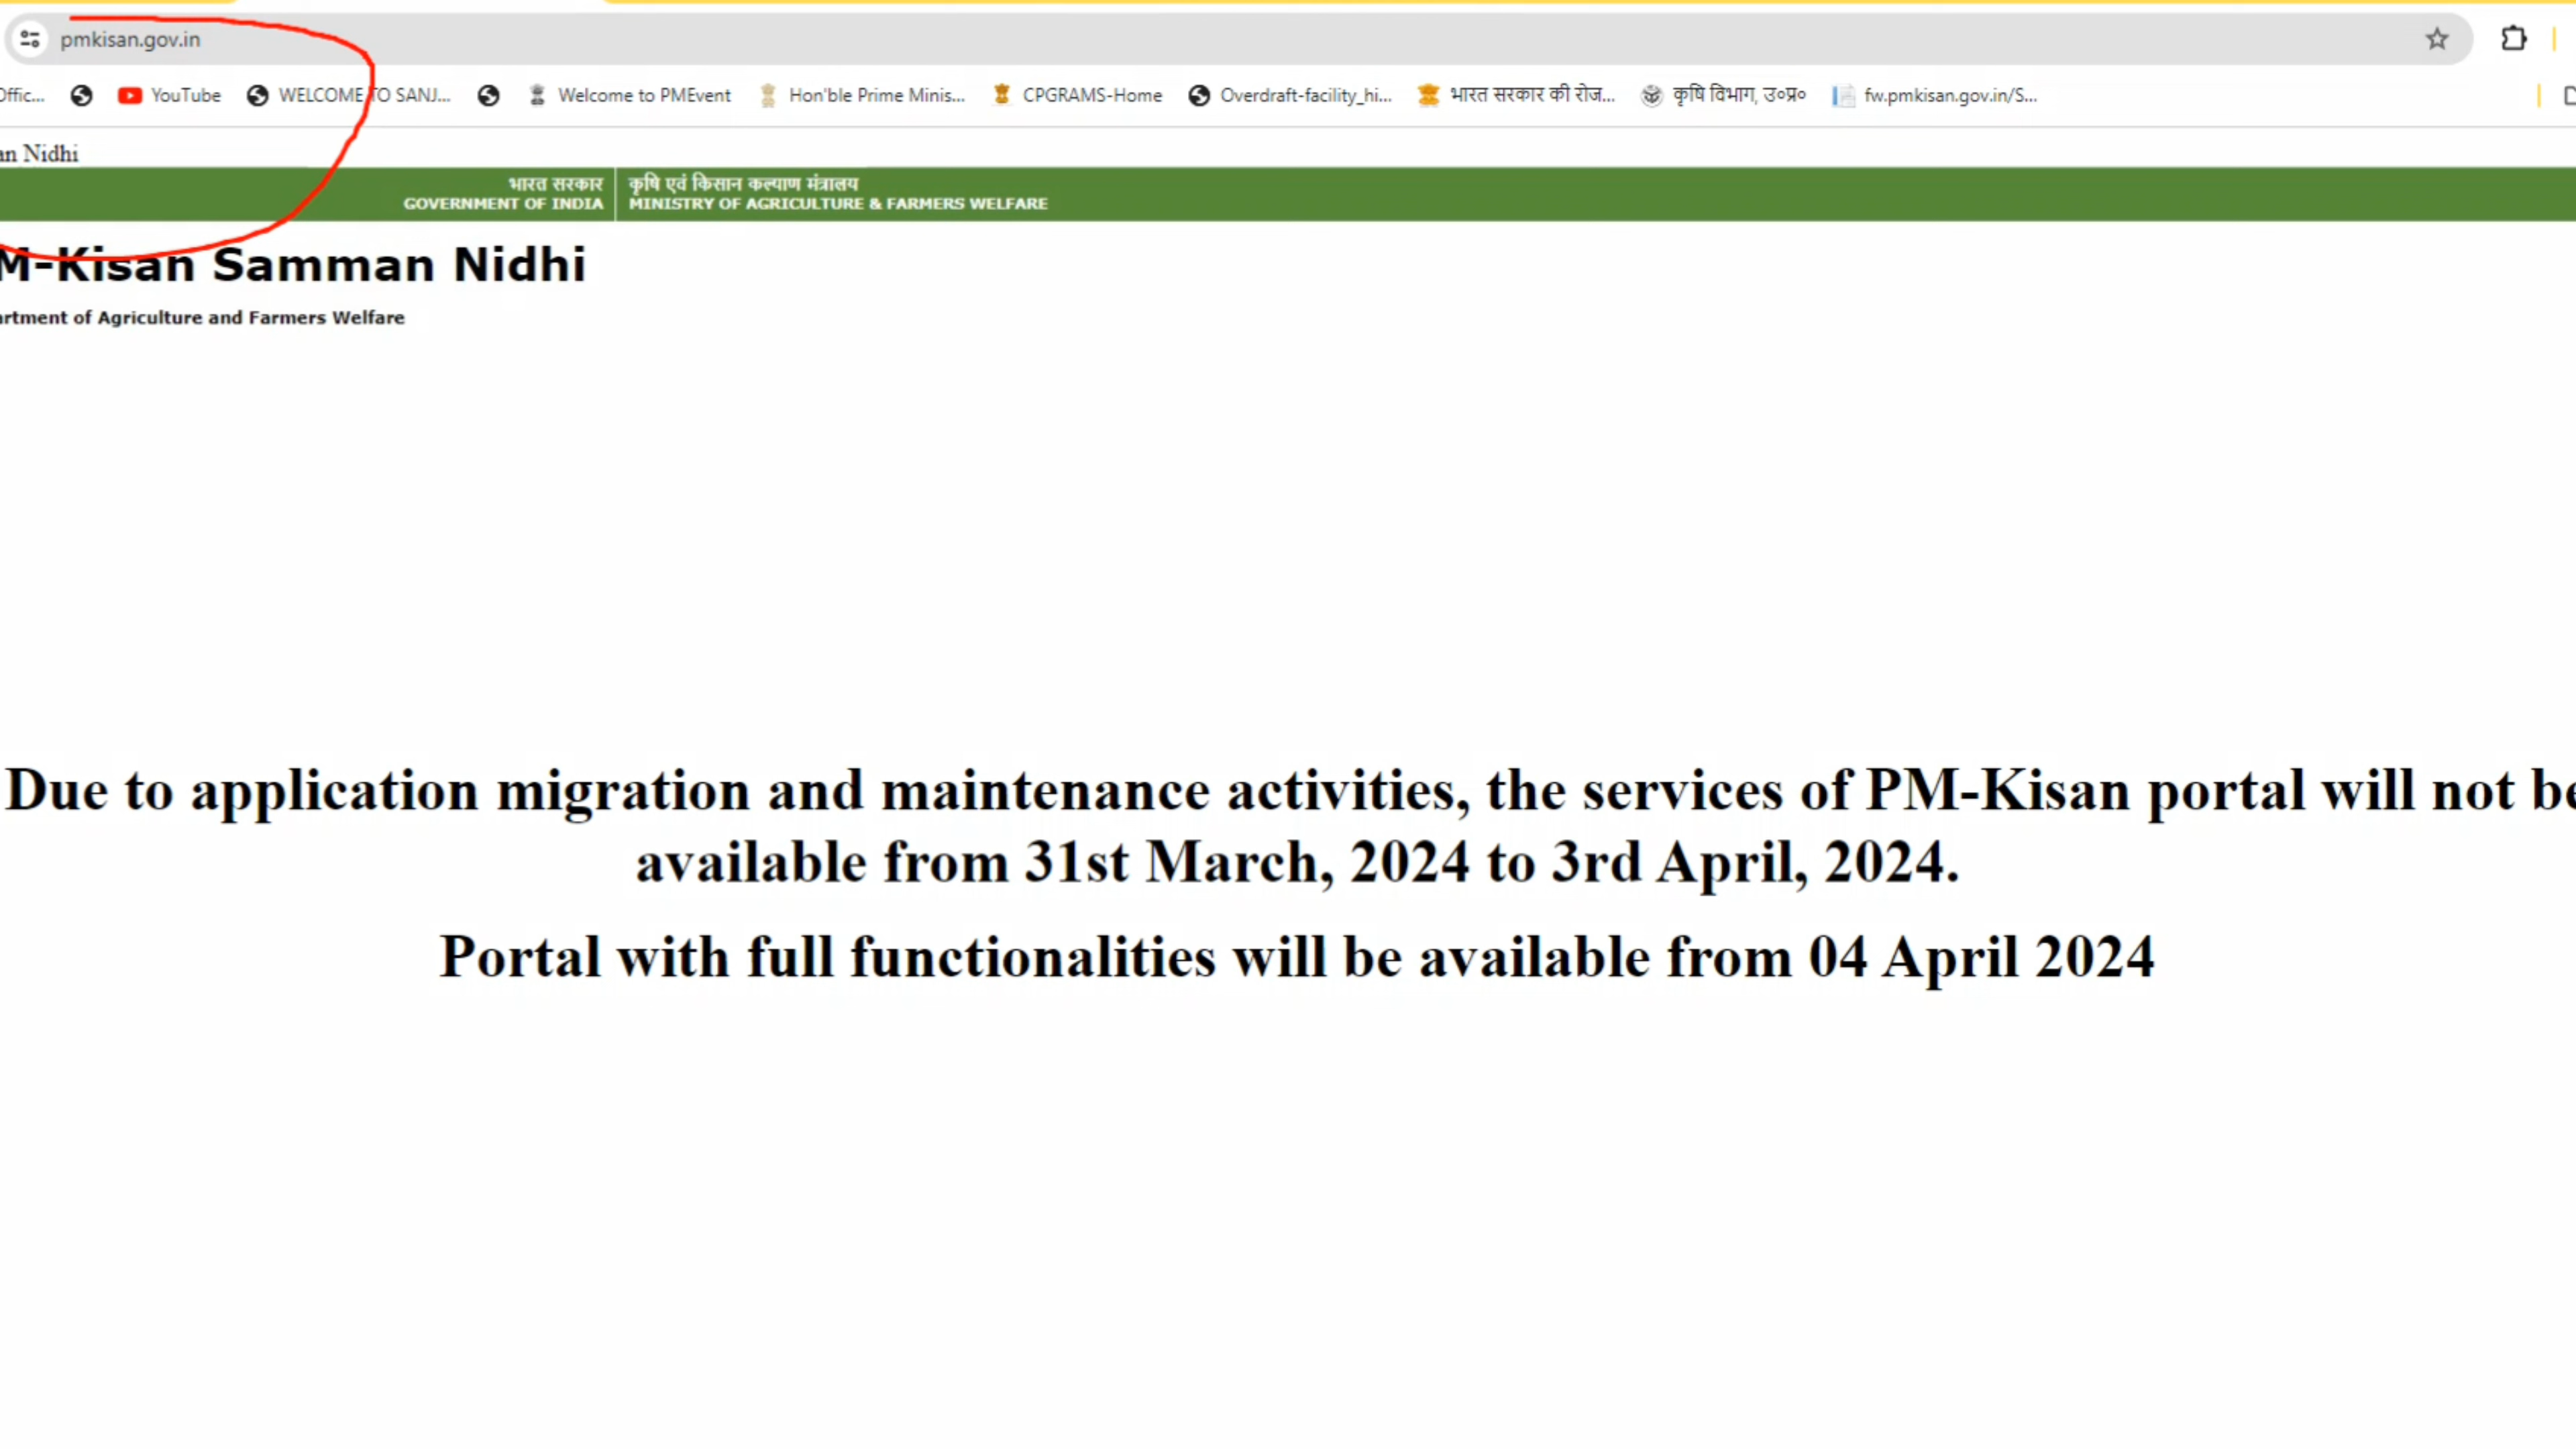 pmkisan.gov.in
Offic... YouTube WELCOME TO SANJ... Welcome to PMEvent Hon'ble Prime Minis... CPGRAMS-Home Overdraft-facility_hi... भारत सरकार की रोज... कृषि विभाग, उ०प्र० fw.pmkisan.gov.in/S...
an Nidhi
भारत सरकार कृषि एवं किसान कल्याण मंत्रालय
GOVERNMENT OF INDIA MINISTRY OF AGRICULTURE & FARMERS WELFARE
M-Kisan Samman Nidhi
artment of Agriculture and Farmers Welfare
Due to application migration and maintenance activities, the services of PM-Kisan portal will not be
available from 31st March, 2024 to 3rd April, 2024.
Portal with full functionalities will be available from 04 April 2024